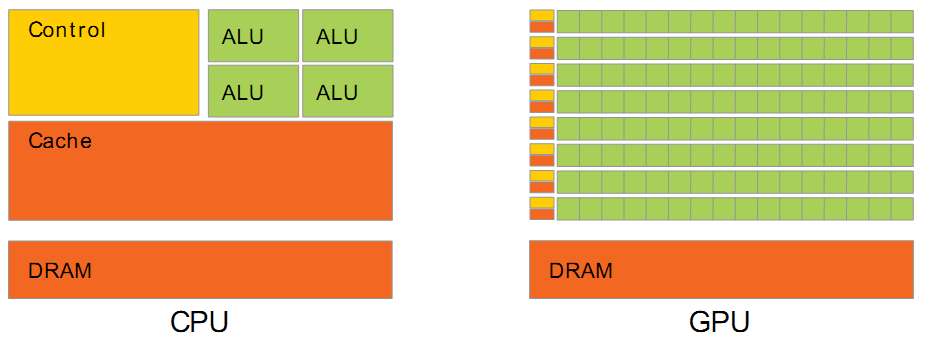 Control
ALU
ALU
ALU
ALU
Cache
DRAM
CPU
DRAM
GPU